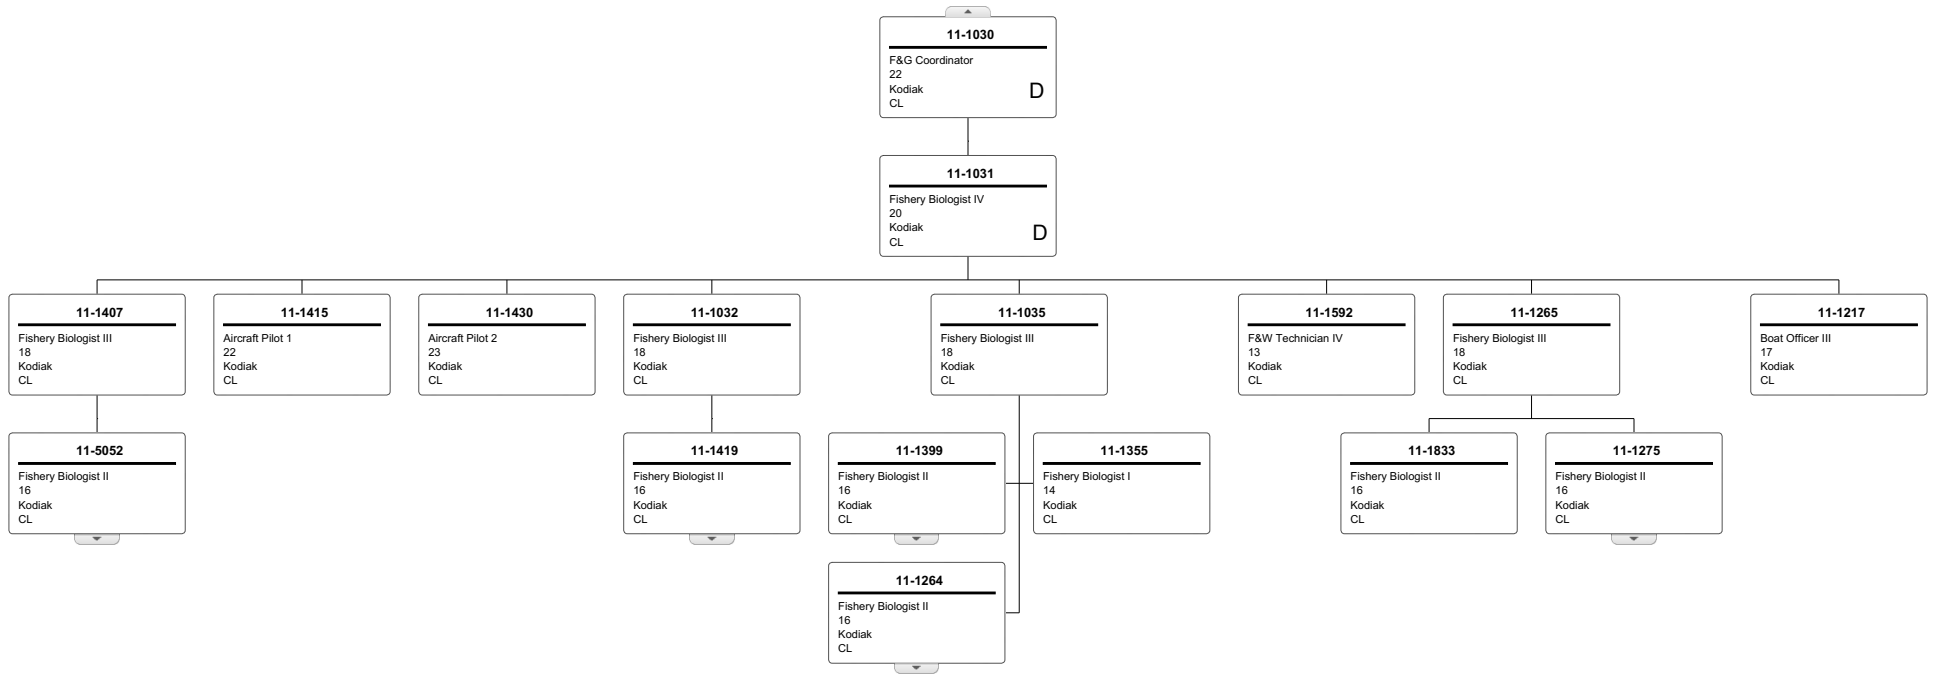 11-1030
F&G Coordinator
22
Kodiak
CL
D
11-1031
Fishery Biologist IV
20
Kodiak
CL
D
11-1407
Fishery Biologist III
18
Kodiak
CL
11-1415
Aircraft Pilot 1
22
Kodiak
CL
11-1430
Aircraft Pilot 2
23
Kodiak
CL
11-1032
Fishery Biologist III
18
Kodiak
CL
11-1035
Fishery Biologist III
18
Kodiak
CL
11-1592
F&W Technician IV
13
Kodiak
CL
11-1265
Fishery Biologist III
18
Kodiak
CL
11-1217
Boat Officer III
17
Kodiak
CL
11-5052
Fishery Biologist II
16
Kodiak
CL
11-1419
Fishery Biologist II
16
Kodiak
CL
11-1399
Fishery Biologist II
16
Kodiak
CL
11-1355
Fishery Biologist I
14
Kodiak
CL
11-1833
Fishery Biologist II
16
Kodiak
CL
11-1275
Fishery Biologist II
16
Kodiak
CL
11-1264
Fishery Biologist II
16
Kodiak
CL